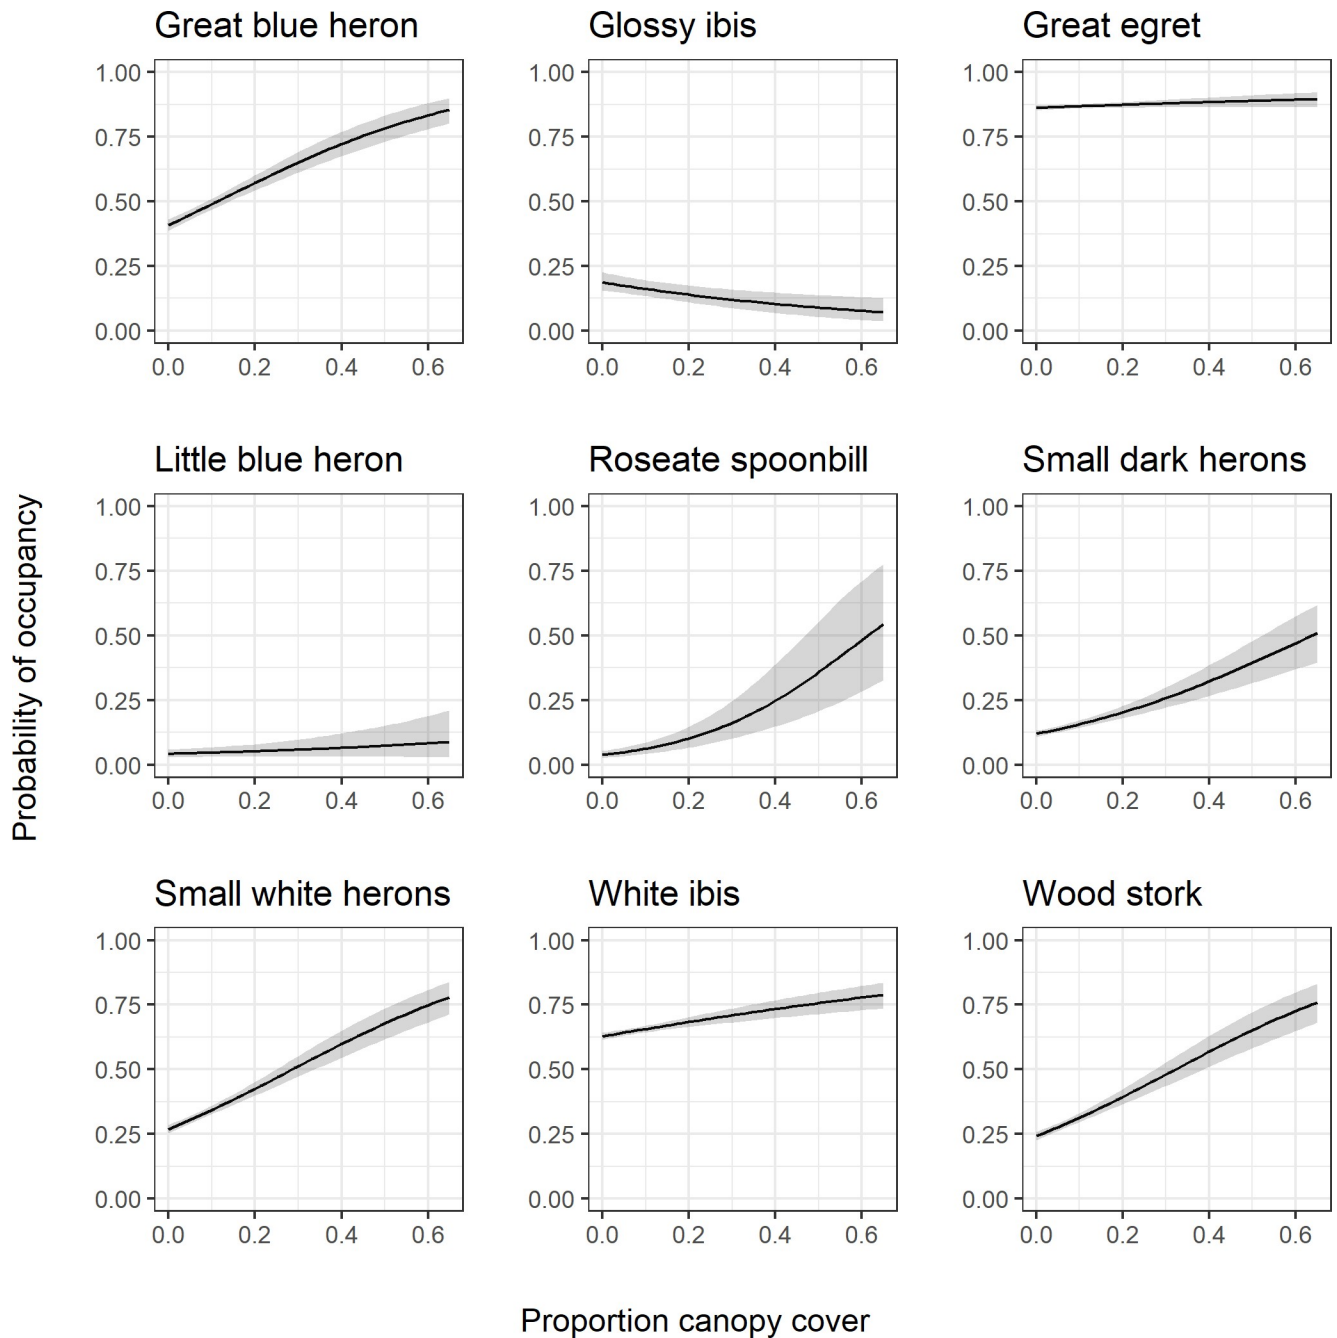 Great blue heron
Glossy ibis
Great egret
1.00
0.75
0.50
0.25
0.00
0.0 0.2 0.4 0.6
1.00
0.75
0.50
0.25
0.00
0.0 0.2 0.4 0.6
1.00
0.75
0.50
0.25
0.00
0.0 0.2 0.4 0.6
Probability of occupancy
Little blue heron
Roseate spoonbill
Small dark herons
1.00
0.75
0.50
0.25
0.00
0.0 0.2 0.4 0.6
1.00
0.75
0.50
0.25
0.00
0.0 0.2 0.4 0.6
1.00
0.75
0.50
0.25
0.00
0.0 0.2 0.4 0.6
Small white herons
White ibis
Wood stork
1.00
0.75
0.50
0.25
0.00
0.0 0.2 0.4 0.6
1.00
0.75
0.50
0.25
0.00
0.0 0.2 0.4 0.6
1.00
0.75
0.50
0.25
0.00
0.0 0.2 0.4 0.6
Proportion canopy cover